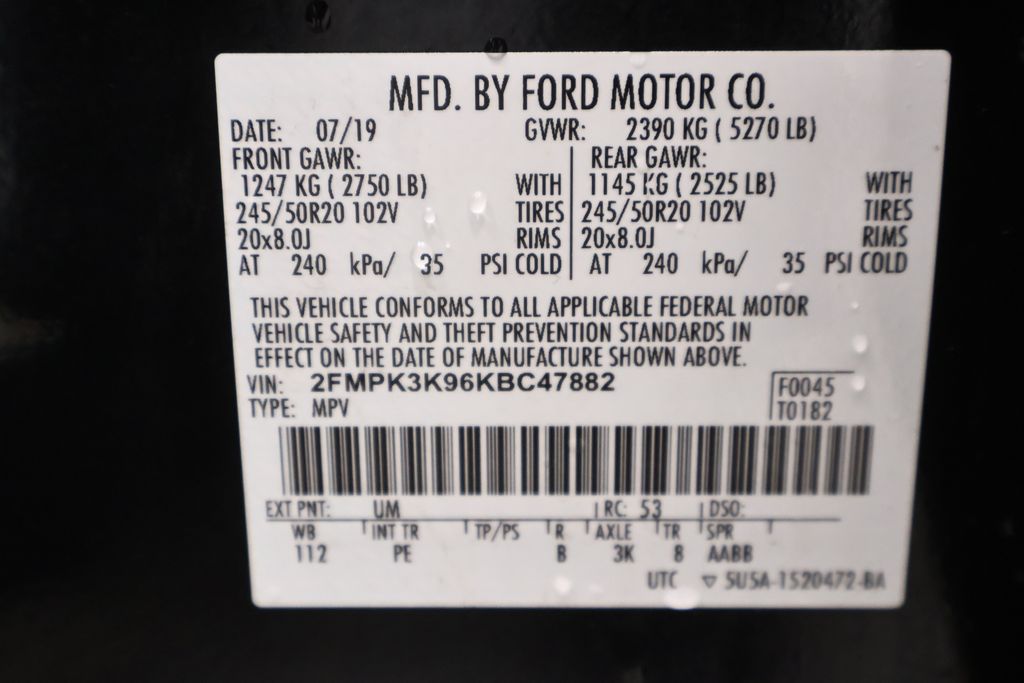 MFD. BY FORD MOTOR CO.
DATE: 07/19 GVWR: 2390 KG ( 5270 LB)
FRONT GAWR: REAR GAWR:
1247 KG ( 2750 LB) WITH 1145 KG ( 2525 LB) WITH
245/50R20 102V TIRES 245/50R20 102V TIRES
20x8.0J RIMS 20x8.0J RIMS
AT 240 kPa/ 35 PSI COLD AT 240 kPa/ 35 PSI COLD
THIS VEHICLE CONFORMS TO ALL APPLICABLE FEDERAL MOTOR
VEHICLE SAFETY AND THEFT PREVENTION STANDARDS IN
EFFECT ON THE DATE OF MANUFACTURE SHOWN ABOVE.
VIN: 2FMPK3K96KBC47882 F0045
TYPE: MPV T0182
EXT PNT: UM RC: 53 DSO:
WB INT TR TP/PS R AXLE TR SPR
112 PE B 3K 8 AABB
UTC ▽ 5U5A-1520472-BA